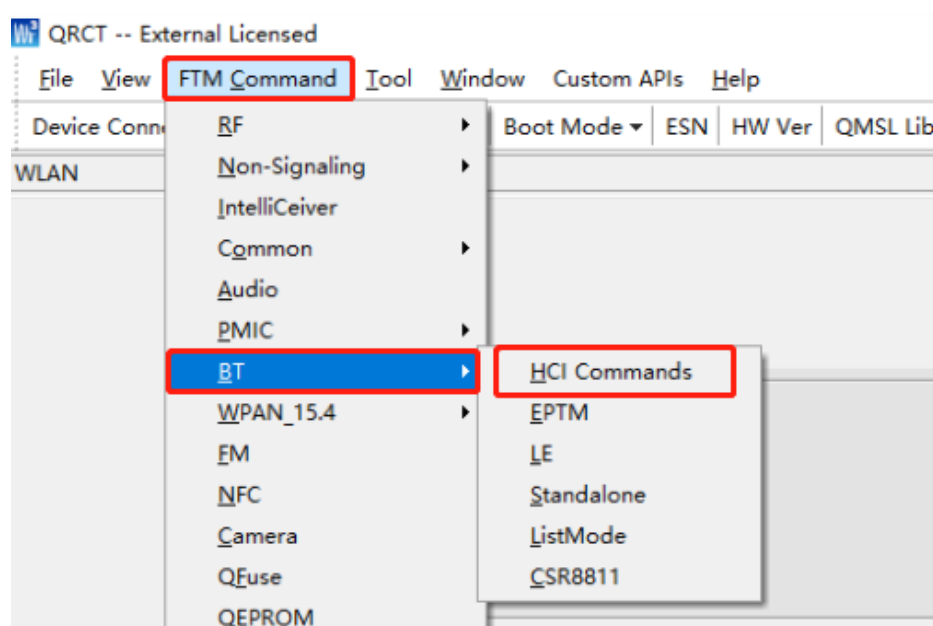 QRCT -- External Licensed
File View FTM Command Tool Window Custom APIs Help
Device Conn RF Boot Mode ESN HW Ver QMSL Lib
WLAN Non-Signaling
IntelliCeiver
Common
Audio
PMIC
BT HCI Commands
WPAN_15.4 EPTM
FM LE
NFC Standalone
Camera ListMode
QFuse CSR8811
QEPROM